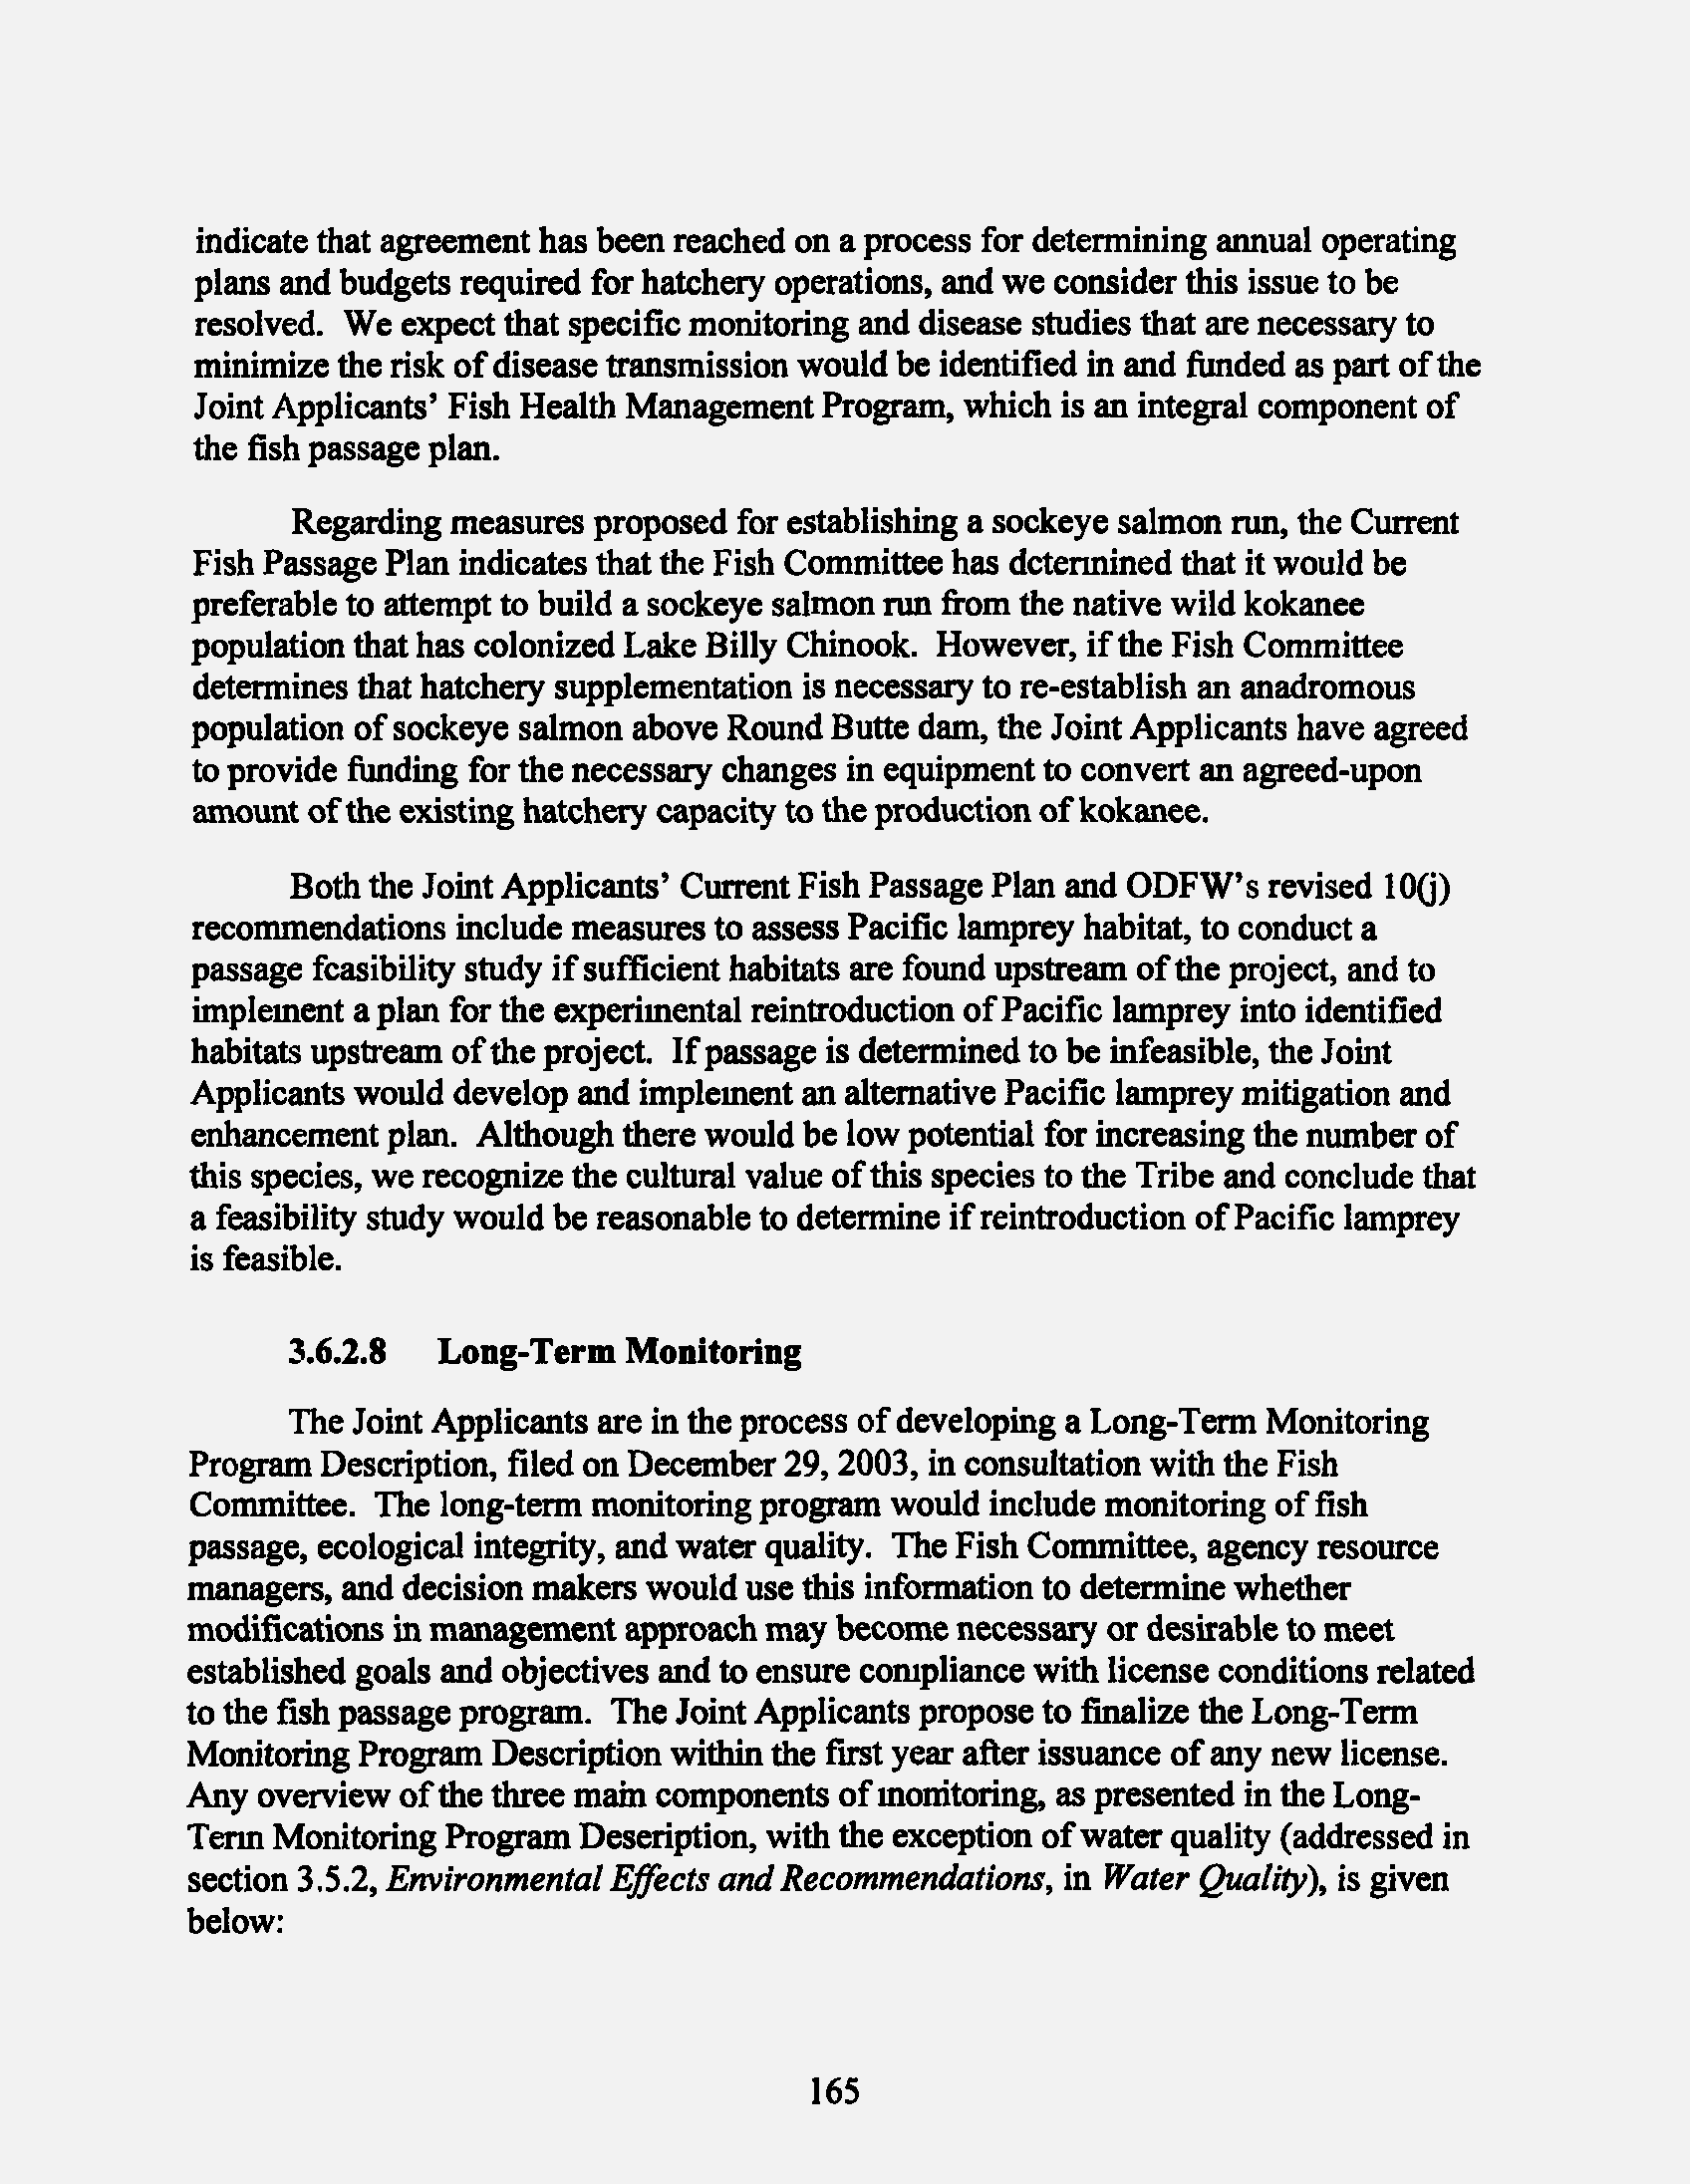 indicate that agreement has been reached on a process for determining annual operating
plans and budgets required for hatchery operations, and we consider this issue to be
resolved.  We expect that specific monitoring and disease studies that are necessary to
minimize the risk of disease transmission would be identified in and funded as part of the
Joint Applicants' Fish Health Management Program, which is an integral component of
the fish passage plan.
Regarding measures proposed for establishing a sockeye salmon run, the Current
Fish Passage Plan indicates that the Fish Committee has determined that it would be
preferable to attempt to build a sockeye salmon run from the native wild kokanee
population that has colonized Lake Billy Chinook.  However, if the Fish Committee
determines that hatchery supplementation is necessary to re-establish an anadromous
population of sockeye salmon above Round Butte dam, the Joint Applicants have agreed
to provide funding for the necessary changes in equipment to convert an agreed-upon
amount of the existing hatchery capacity to the production of kokanee.
Both the Joint Applicants' Current Fish Passage Plan and ODFW's revised 10(j)
recommendations include measures to assess Pacific lamprey habitat, to conduct a
passage feasibility study if sufficient habitats are found upstream of the project, and to
implement a plan for the experimental reintroduction of Pacific lamprey into identified
habitats upstream of the project.  If passage is determined to be infeasible, the Joint
Applicants would develop and implement an alternative Pacific lamprey mitigation and
enhancement plan.  Although there would be low potential for increasing the number of
this species, we recognize the cultural value of this species to the Tribe and conclude that
a feasibility study would be reasonable to determine if reintroduction of Pacific lamprey
is feasible.
3.6.2.8 Long-Term Monitoring
The Joint Applicants are in the process of developing a Long-Term Monitoring
Program Description, filed on December 29, 2003, in consultation with the Fish
Committee.  The long-term monitoring program would include monitoring of fish
passage, ecological integrity, and water quality.  The Fish Committee, agency resource
managers, and decision makers would use this information to determine whether
modifications in management approach may become necessary or desirable to meet
established goals and objectives and to ensure compliance with license conditions related
to the fish passage program.  The Joint Applicants propose to finalize the Long-Term
Monitoring Program Description within the first year after issuance of any new license.
Any overview of the three main components of monitoring, as presented in the Long-
Term Monitoring Program Description, with the exception of water quality (addressed in
section 3.5.2, Environmental Effects and Recommendations, in Water Quality), is given
below:
165